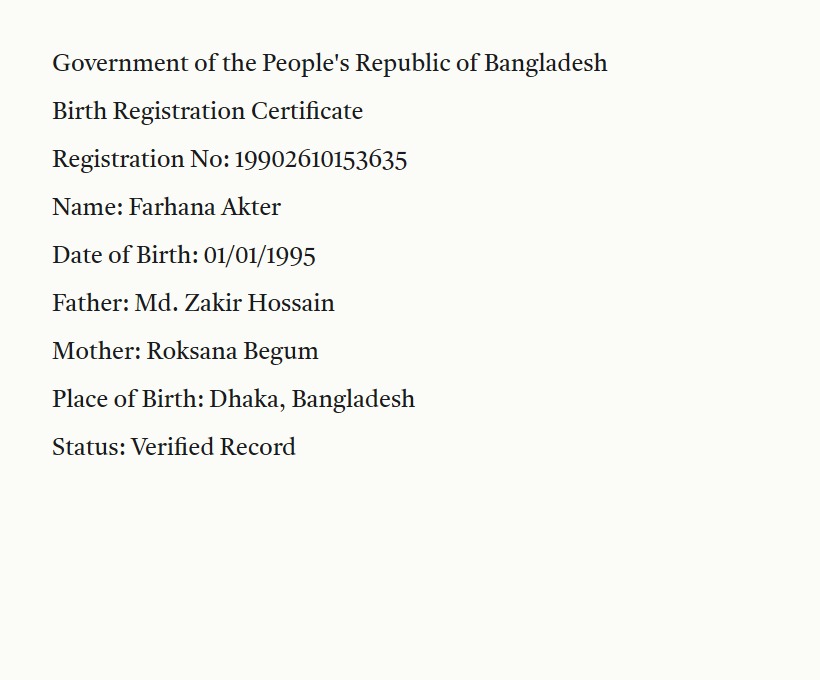 Government of the People's Republic of Bangladesh
Birth Registration Certificate
Registration No: 19902610153635
Name: Farhana Akter
Date of Birth: 01/01/1995
Father: Md. Zakir Hossain
Mother: Roksana Begum
Place of Birth: Dhaka, Bangladesh
Status: Verified Record